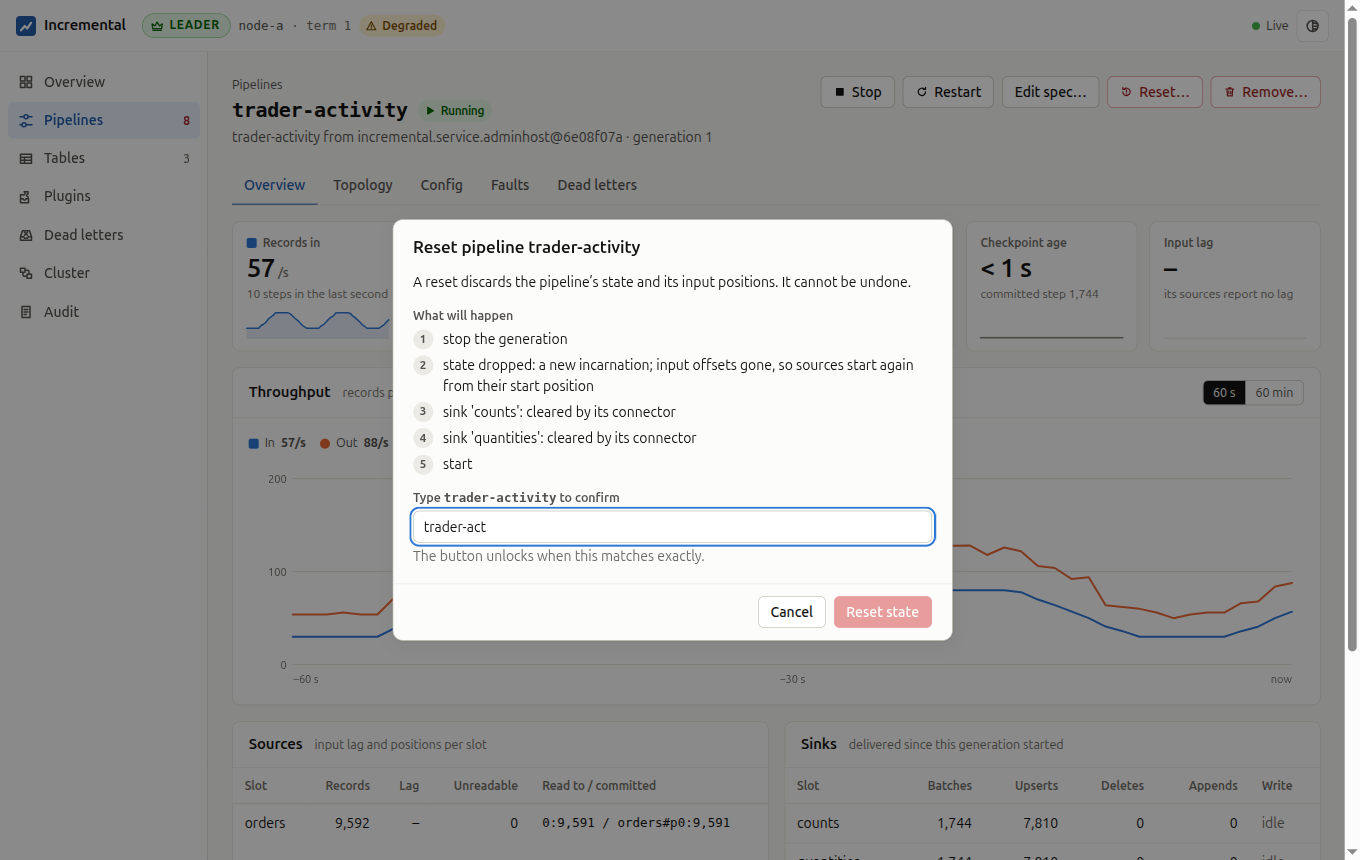 Incremental
LEADER
node-a · term 1
Degraded
Live
Overview
Pipelines 8
Tables 3
Plugins
Dead letters
Cluster
Audit
Pipelines
trader-activity
Running
trader-activity from incremental.service.adminhost@6e08f07a · generation 1
Stop
Restart
Edit spec…
Reset…
Remove…
Overview
Topology
Config
Faults
Dead letters
Records in
57 /s
10 steps in the last second
Checkpoint age
< 1 s
committed step 1,744
Input lag
–
its sources report no lag
Throughput
60 s
60 min
In 57/s
Out 88/s
200
100
0
−60 s
−30 s
now
Reset pipeline trader-activity
A reset discards the pipeline’s state and its input positions. It cannot be undone.
What will happen
1 stop the generation
2 state dropped: a new incarnation; input offsets gone, so sources start again
from their start position
3 sink 'counts': cleared by its connector
4 sink 'quantities': cleared by its connector
5 start
Type trader-activity to confirm
trader-act
The button unlocks when this matches exactly.
Cancel
Reset state
Sources input lag and positions per slot
Slot Records Lag Unreadable Read to / committed
orders 9,592 – 0 0:9,591 / orders#p0:9,591
Sinks delivered since this generation started
Slot Batches Upserts Deletes Appends Write
counts 1,744 7,810 0 0 idle